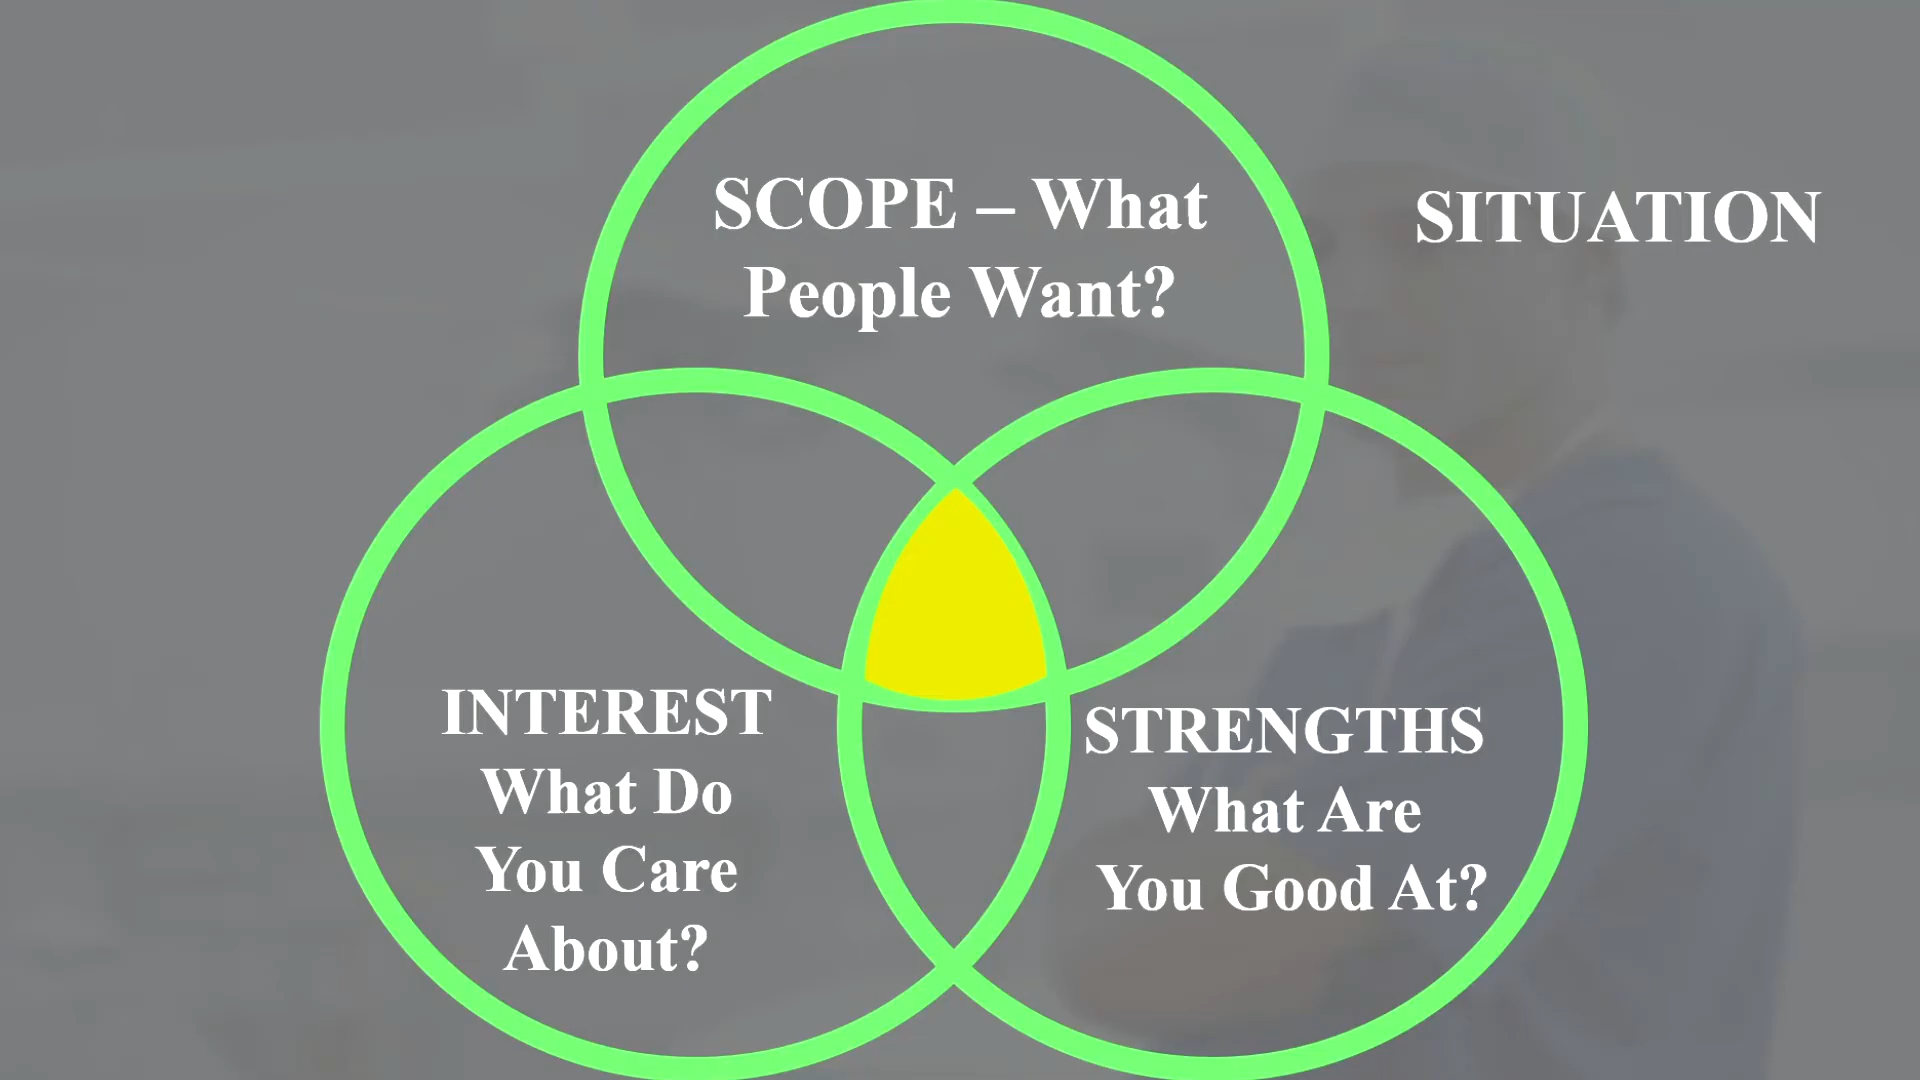 SCOPE – What
People Want?
SITUATION
INTEREST
What Do
You Care
About?
STRENGTHS
What Are
You Good At?